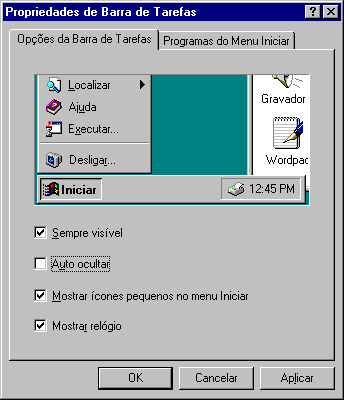 Propriedades de Barra de Tarefas
Opções da Barra de Tarefas
Programas do Menu Iniciar
Localizar
Ajuda
Executar...
Desligar...
Gravador
Wordpad
Iniciar
12:45 PM
Sempre visível
Auto ocultar
Mostrar ícones pequenos no menu Iniciar
Mostrar relógio
OK
Cancelar
Aplicar